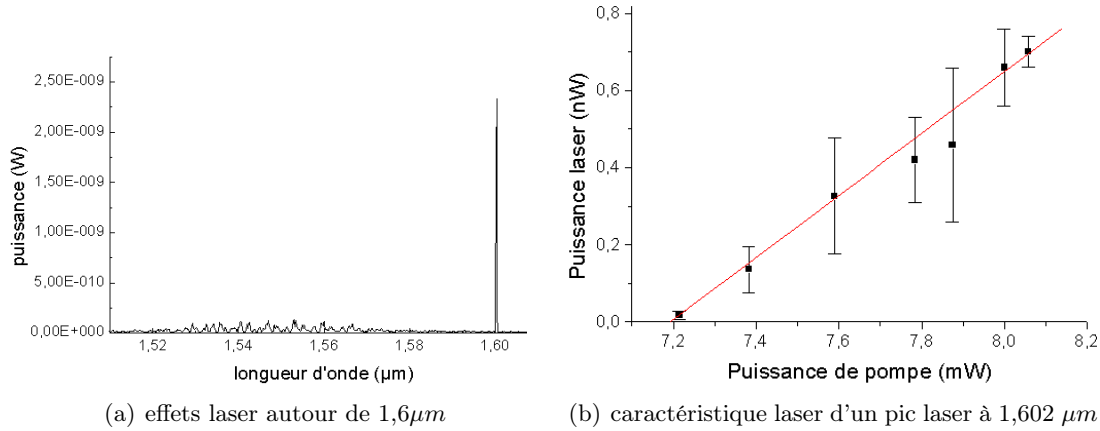 2,50E-009
2,00E-009
1,50E-009
1,00E-009
5,00E-010
0,00E+000
puissance (W)
1,52
1,54
1,56
1,58
1,60
longueur d'onde (µm)
(a) effets laser autour de 1,6µm
0,8
0,6
0,4
0,2
0,0
Puissance laser (nW)
7,2
7,4
7,6
7,8
8,0
8,2
Puissance de pompe (mW)
(b) caractéristique laser d'un pic laser à 1,602 µm